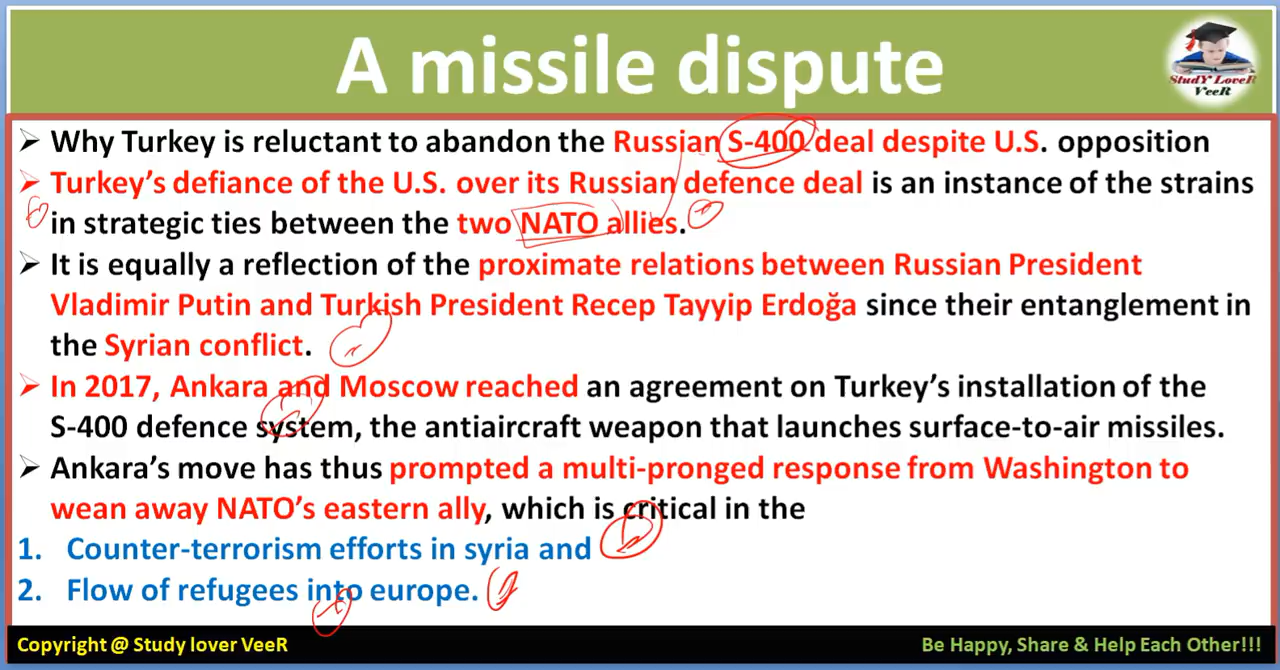 A missile dispute
StudY LoveR
VeeR
➢ Why Turkey is reluctant to abandon the Russian S-400 deal despite U.S. opposition
➢ Turkey’s defiance of the U.S. over its Russian defence deal is an instance of the strains
in strategic ties between the two NATO allies.
➢ It is equally a reflection of the proximate relations between Russian President
Vladimir Putin and Turkish President Recep Tayyip Erdoğa since their entanglement in
the Syrian conflict.
➢ In 2017, Ankara and Moscow reached an agreement on Turkey’s installation of the
S-400 defence system, the antiaircraft weapon that launches surface-to-air missiles.
➢ Ankara’s move has thus prompted a multi-pronged response from Washington to
wean away NATO’s eastern ally, which is critical in the
1. Counter-terrorism efforts in syria and
2. Flow of refugees into europe.
Copyright @ Study lover VeeR
Be Happy, Share & Help Each Other!!!